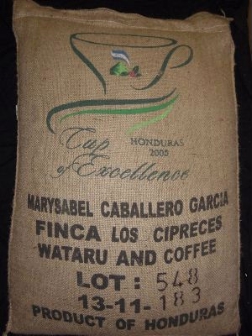 Cup
of Excellence
HONDURAS
2005
MARYSABEL CABALLERO GARCIA
FINCA LOS CIPRECES
WATARU AND COFFEE
LOT: 548
13-11-183
PRODUCT OF HONDURAS